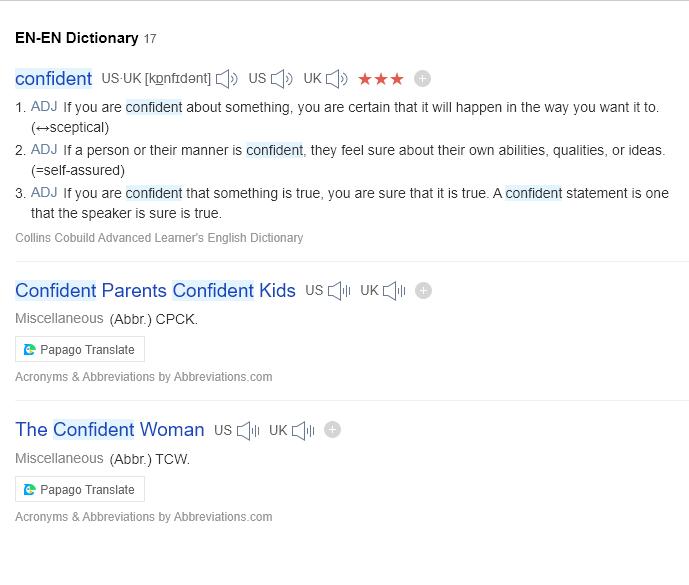 EN-EN Dictionary 17
confident US·UK [kɒnfɪdənt] US UK ★★★
1. ADJ If you are confident about something, you are certain that it will happen in the way you want it to.
(↔sceptical)
2. ADJ If a person or their manner is confident, they feel sure about their own abilities, qualities, or ideas.
(=self-assured)
3. ADJ If you are confident that something is true, you are sure that it is true. A confident statement is one
that the speaker is sure is true.
Collins Cobuild Advanced Learner's English Dictionary
Confident Parents Confident Kids US UK
Miscellaneous (Abbr.) CPCK.
Papago Translate
Acronyms & Abbreviations by Abbreviations.com
The Confident Woman US UK
Miscellaneous (Abbr.) TCW.
Papago Translate
Acronyms & Abbreviations by Abbreviations.com